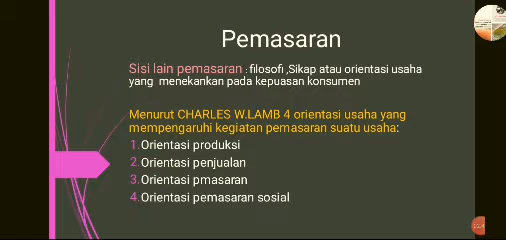 Pemasaran
Sisi lain pemasaran : filosofi ,Sikap atau orientasi usaha
yang menekankan pada kepuasan konsumen
Menurut CHARLES W.LAMB 4 orientasi usaha yang
mempengaruhi kegiatan pemasaran suatu usaha:
1. Orientasi produksi
2. Orientasi penjualan
3. Orientasi pmasaran
4. Orientasi pemasaran sosial